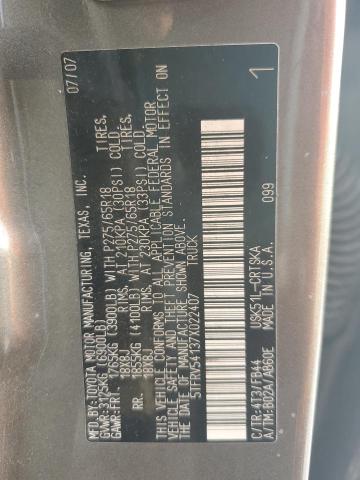 MFD. BY: TOYOTA MOTOR MANUFACTURING, TEXAS, INC. 07/07
GVWR: 3125KG (6900LB)
GAWR: FRT. 1765KG (3900LB) WITH P275/65R18 TIRES.
18x8J RIMS, AT 210KPA (30PSI) COLD.
RR. 1855KG (4100LB) WITH P275/65R18 TIRES.
18x8J RIMS, AT 230KPA (33PSI) COLD.
THIS VEHICLE CONFORMS TO ALL APPLICABLE FEDERAL MOTOR
VEHICLE SAFETY AND THEFT PREVENTION STANDARDS IN EFFECT ON
THE DATE OF MANUFACTURE SHOWN ABOVE.
5TFRV54137X022407 TRUCK
C/TR: 4T3/FB44 USK51L-CRTSKA 099 1
A/TM: B02A/AB60E MADE IN U.S.A.